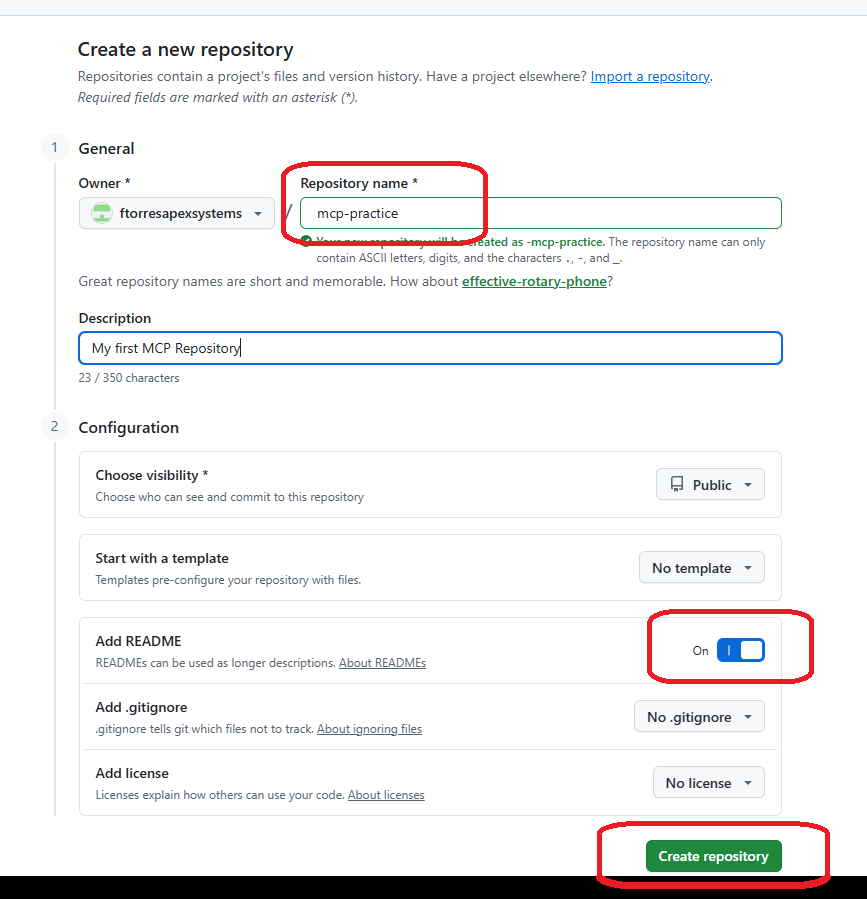 Create a new repository
Repositories contain a project's files and version history. Have a project elsewhere? Import a repository.
Required fields are marked with an asterisk (*).
1 General
Owner * Repository name *
ftorresapexsystems / mcp-practice
Your new repository will be created as -mcp-practice. The repository name can only
contain ASCII letters, digits, and the characters ., -, and _.
Great repository names are short and memorable. How about effective-rotary-phone?
Description
My first MCP Repository
23 / 350 characters
2 Configuration
Choose visibility *
Choose who can see and commit to this repository
Public
Start with a template
Templates pre-configure your repository with files.
No template
Add README
READMEs can be used as longer descriptions. About READMEs
On
Add .gitignore
.gitignore tells git which files not to track. About ignoring files
No .gitignore
Add license
Licenses explain how others can use your code. About licenses
No license
Create repository